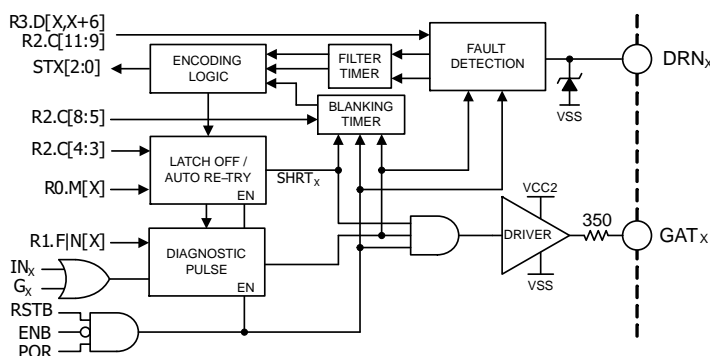 R3.D[X,X+6]
R2.C[11:9]
STX[2:0]
ENCODING
LOGIC
FILTER
TIMER
FAULT
DETECTION
DRNX
VSS
R2.C[8:5]
BLANKING
TIMER
R2.C[4:3]
LATCH OFF /
AUTO RE-TRY
EN
SHRTX
R0.M[X]
VCC2
DRIVER
VSS
350
GATX
R1.F|N[X]
DIAGNOSTIC
PULSE
EN
INX
GX
RSTB
ENB
POR